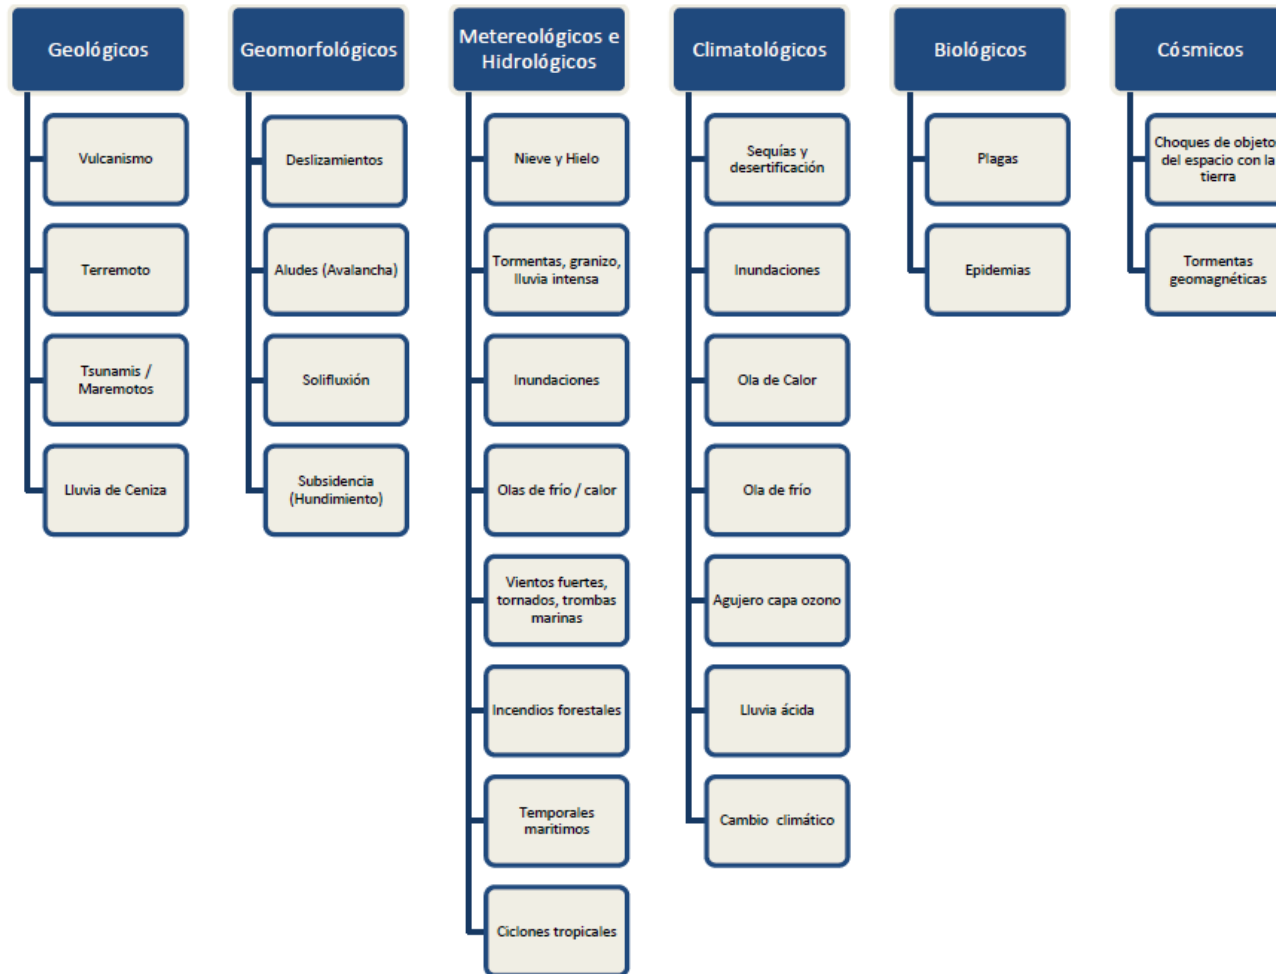 Geológicos
Vulcanismo
Terremoto
Tsunamis /
Maremotos
Lluvia de Ceniza
Geomorfológicos
Deslizamientos
Aludes (Avalancha)
Solifluxión
Subsidencia
(Hundimiento)
Metereológicos e
Hidrológicos
Nieve y Hielo
Tormentas, granizo,
lluvia intensa
Inundaciones
Olas de frío / calor
Vientos fuertes,
tornados, trombas
marinas
Incendios forestales
Temporales
maritimos
Ciclones tropicales
Climatológicos
Sequías y
desertificación
Inundaciones
Ola de Calor
Ola de frío
Agujero capa ozono
Lluvia ácida
Cambio climático
Biológicos
Plagas
Epidemias
Cósmicos
Choques de objeto
del espacio con la
tierra
Tormentas
geomagnéticas